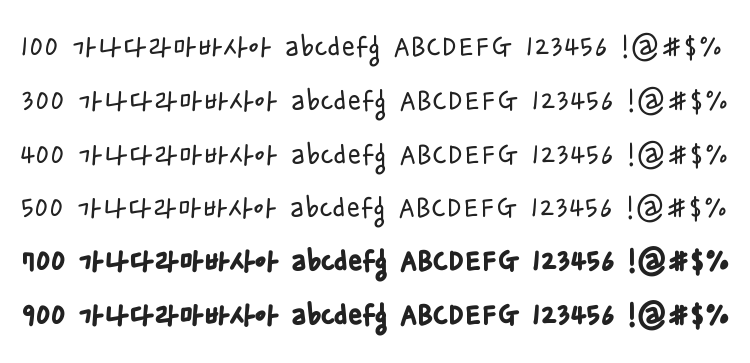 100 가나다라마바사아 abcdefg ABCDEFG 123456 !@#$%
300 가나다라마바사아 abcdefg ABCDEFG 123456 !@#$%
400 가나다라마바사아 abcdefg ABCDEFG 123456 !@#$%
500 가나다라마바사아 abcdefg ABCDEFG 123456 !@#$%
700 가나다라마바사아 abcdefg ABCDEFG 123456 !@#$%
900 가나다라마바사아 abcdefg ABCDEFG 123456 !@#$%